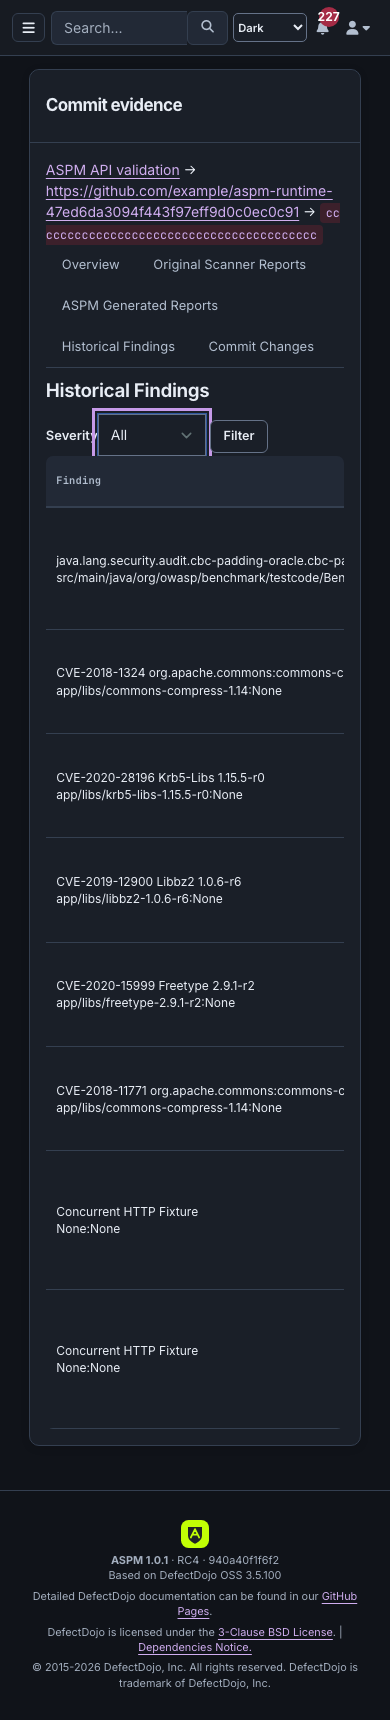 Search...
Dark
227
Commit evidence
ASPM API validation →
https://github.com/example/aspm-runtime-
47ed6da3094f443f97eff9d0c0ec0c91 → cc
cccccccccccccccccccccccccccccccccccccc
Overview Original Scanner Reports
ASPM Generated Reports
Historical Findings Commit Changes
Historical Findings
Severity All Filter
Finding
java.lang.security.audit.cbc-padding-oracle.cbc-pa
src/main/java/org/owasp/benchmark/testcode/Ben
CVE-2018-1324 org.apache.commons:commons-c
app/libs/commons-compress-1.14:None
CVE-2020-28196 Krb5-Libs 1.15.5-r0
app/libs/krb5-libs-1.15.5-r0:None
CVE-2019-12900 Libbz2 1.0.6-r6
app/libs/libbz2-1.0.6-r6:None
CVE-2020-15999 Freetype 2.9.1-r2
app/libs/freetype-2.9.1-r2:None
CVE-2018-11771 org.apache.commons:commons-c
app/libs/commons-compress-1.14:None
Concurrent HTTP Fixture
None:None
Concurrent HTTP Fixture
None:None
ASPM 1.0.1 · RC4 · 940a40f1f6f2
Based on DefectDojo OSS 3.5.100
Detailed DefectDojo documentation can be found in our GitHub
Pages.
DefectDojo is licensed under the 3-Clause BSD License. |
Dependencies Notice.
© 2015-2026 DefectDojo, Inc. All rights reserved. DefectDojo is
trademark of DefectDojo, Inc.